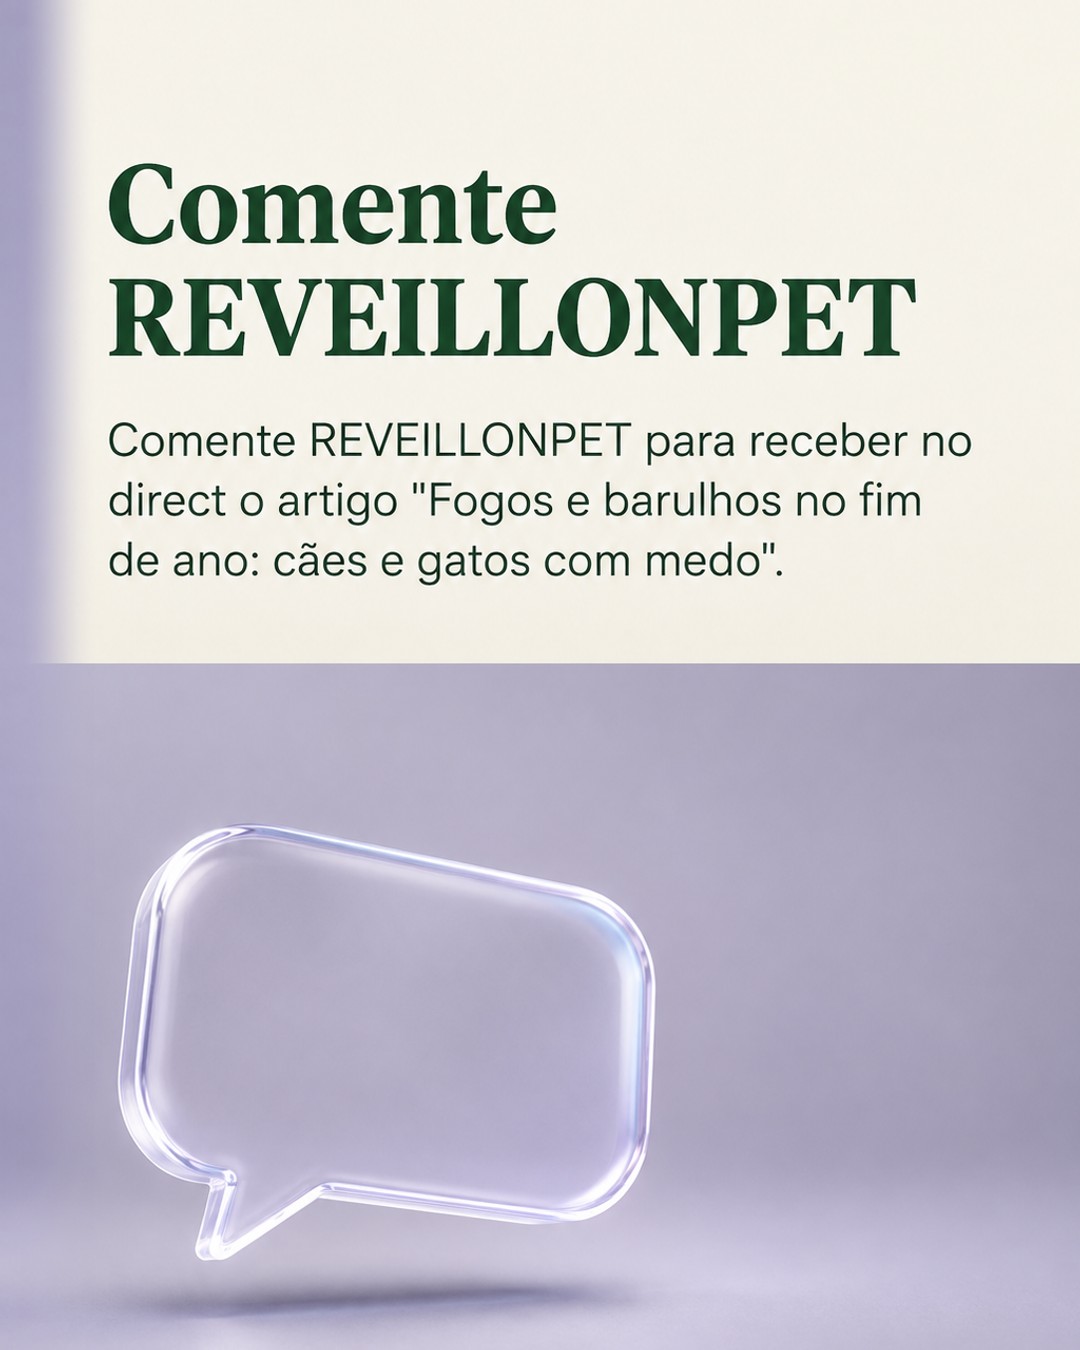 Comente
REVEILLONPET
Comente REVEILLONPET para receber no
direct o artigo "Fogos e barulhos no fim
de ano: cães e gatos com medo".